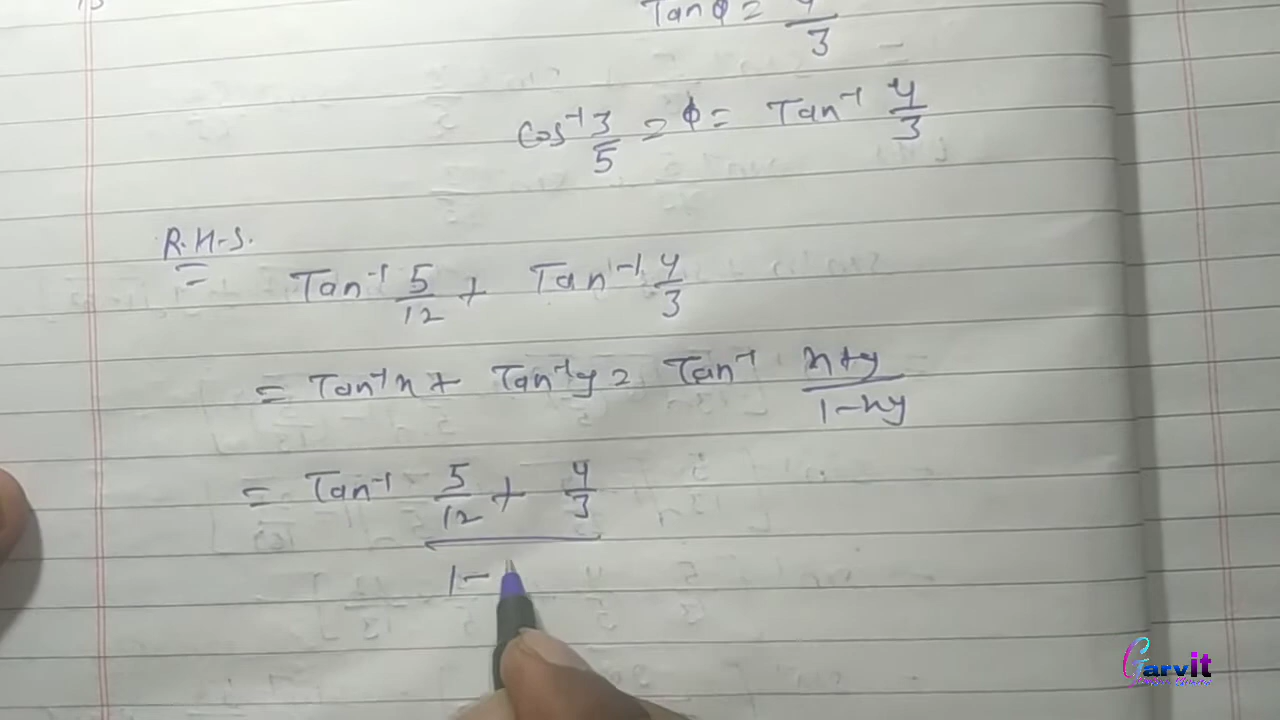 Tanφ = 4/3
Cos⁻¹ 3/5 = φ = Tan⁻¹ 4/3
R.H.S.
= Tan⁻¹ 5/12 + Tan⁻¹ 4/3
= Tan⁻¹x + Tan⁻¹y = Tan⁻¹ x+y/1-xy
= Tan⁻¹ 5/12 + 4/3
1-
Garvit